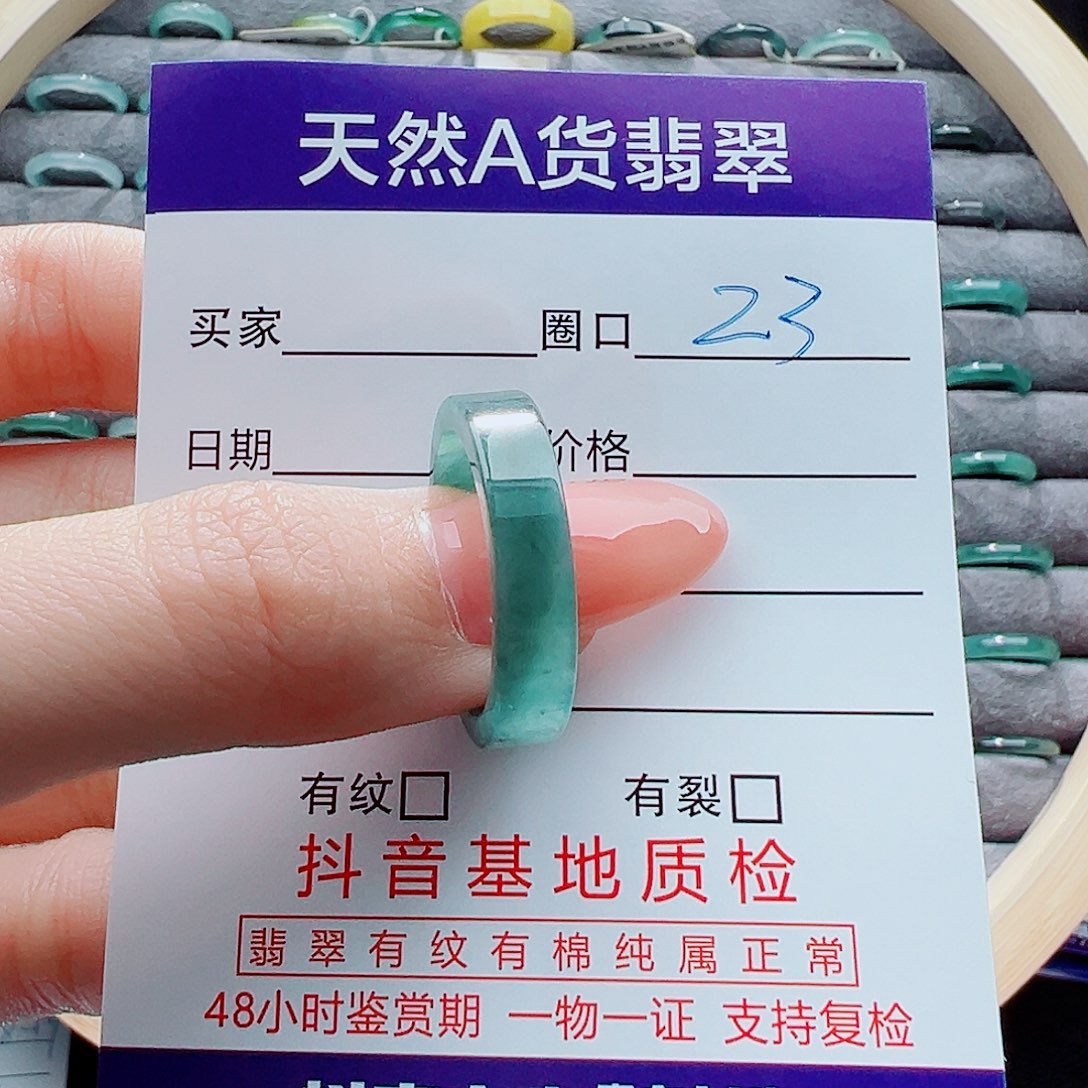 天然A货翡翠
买家 圈口 23
日期 价格
有纹 有裂
抖音基地质检
翡翠有纹有棉纯属正常
48小时鉴赏期 一物一证 支持复检